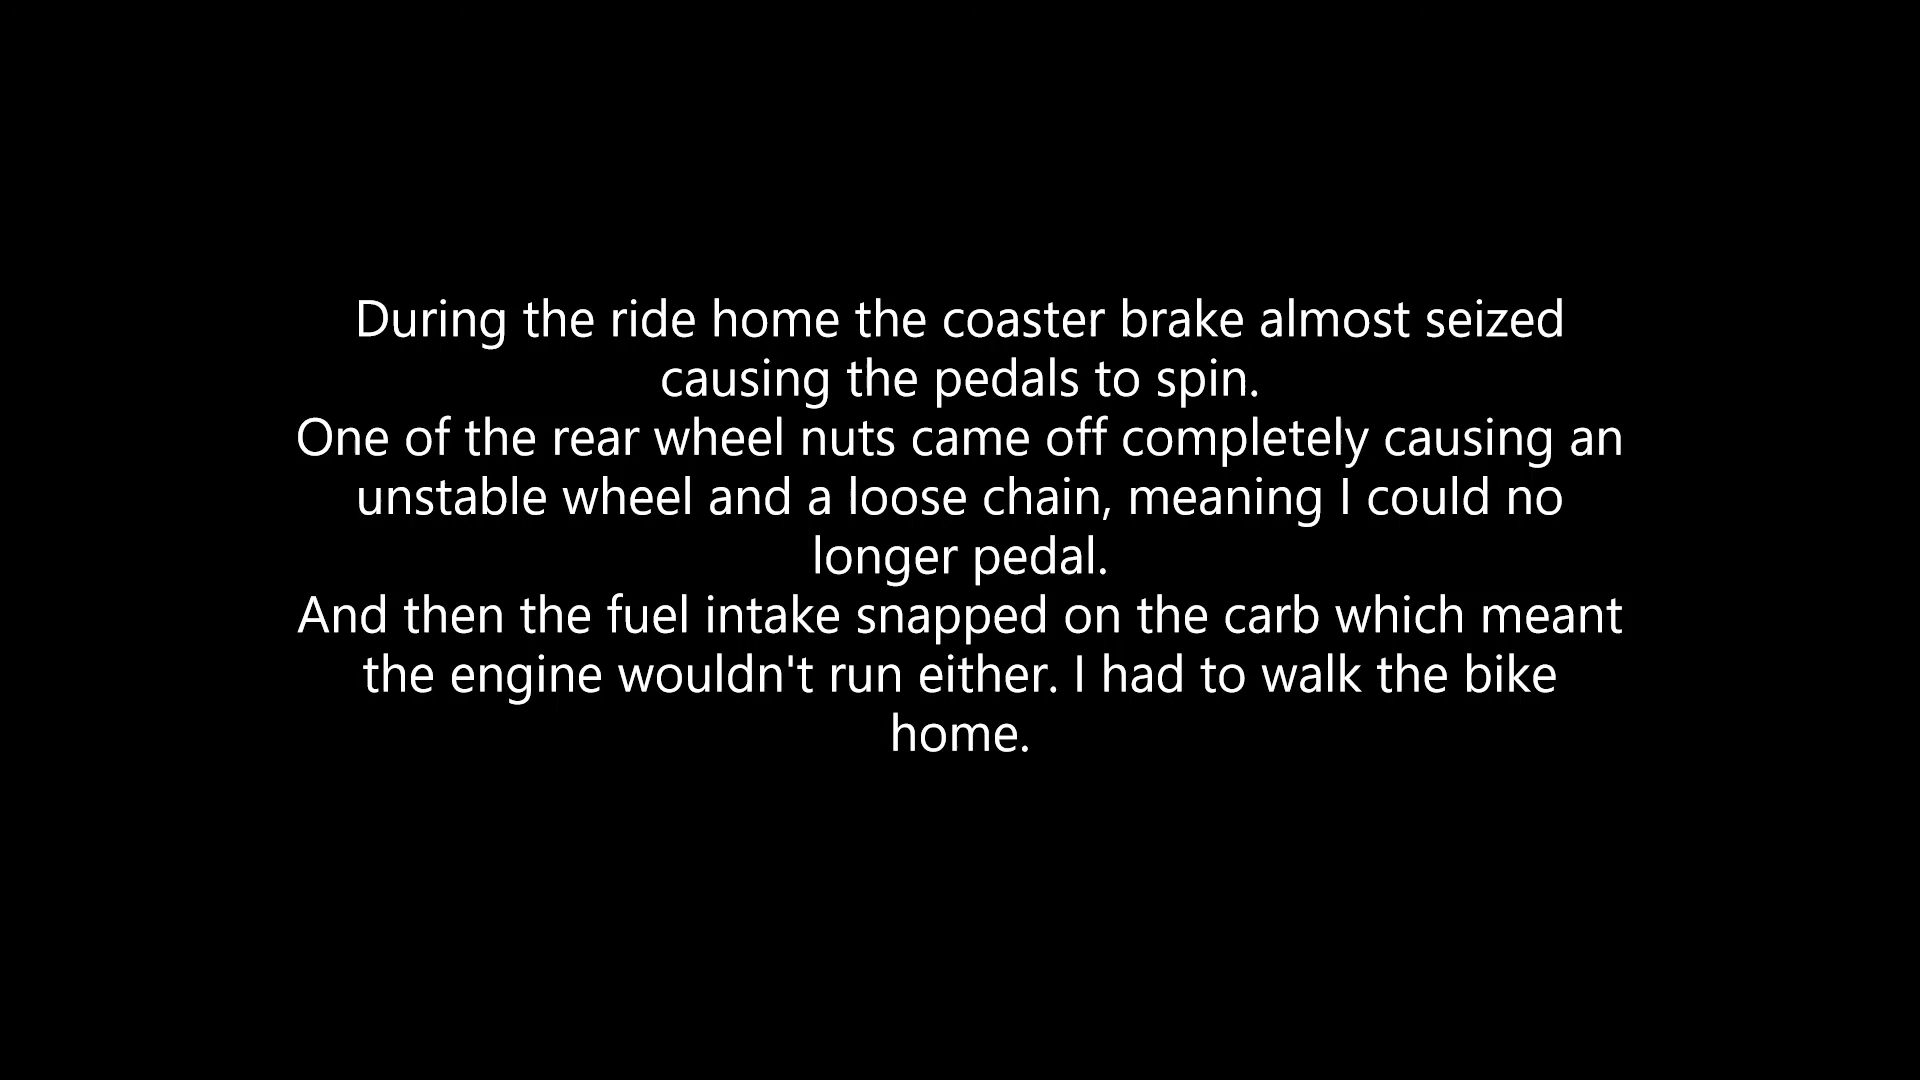 During the ride home the coaster brake almost seized
causing the pedals to spin.
One of the rear wheel nuts came off completely causing an
unstable wheel and a loose chain, meaning I could no
longer pedal.
And then the fuel intake snapped on the carb which meant
the engine wouldn't run either. I had to walk the bike
home.